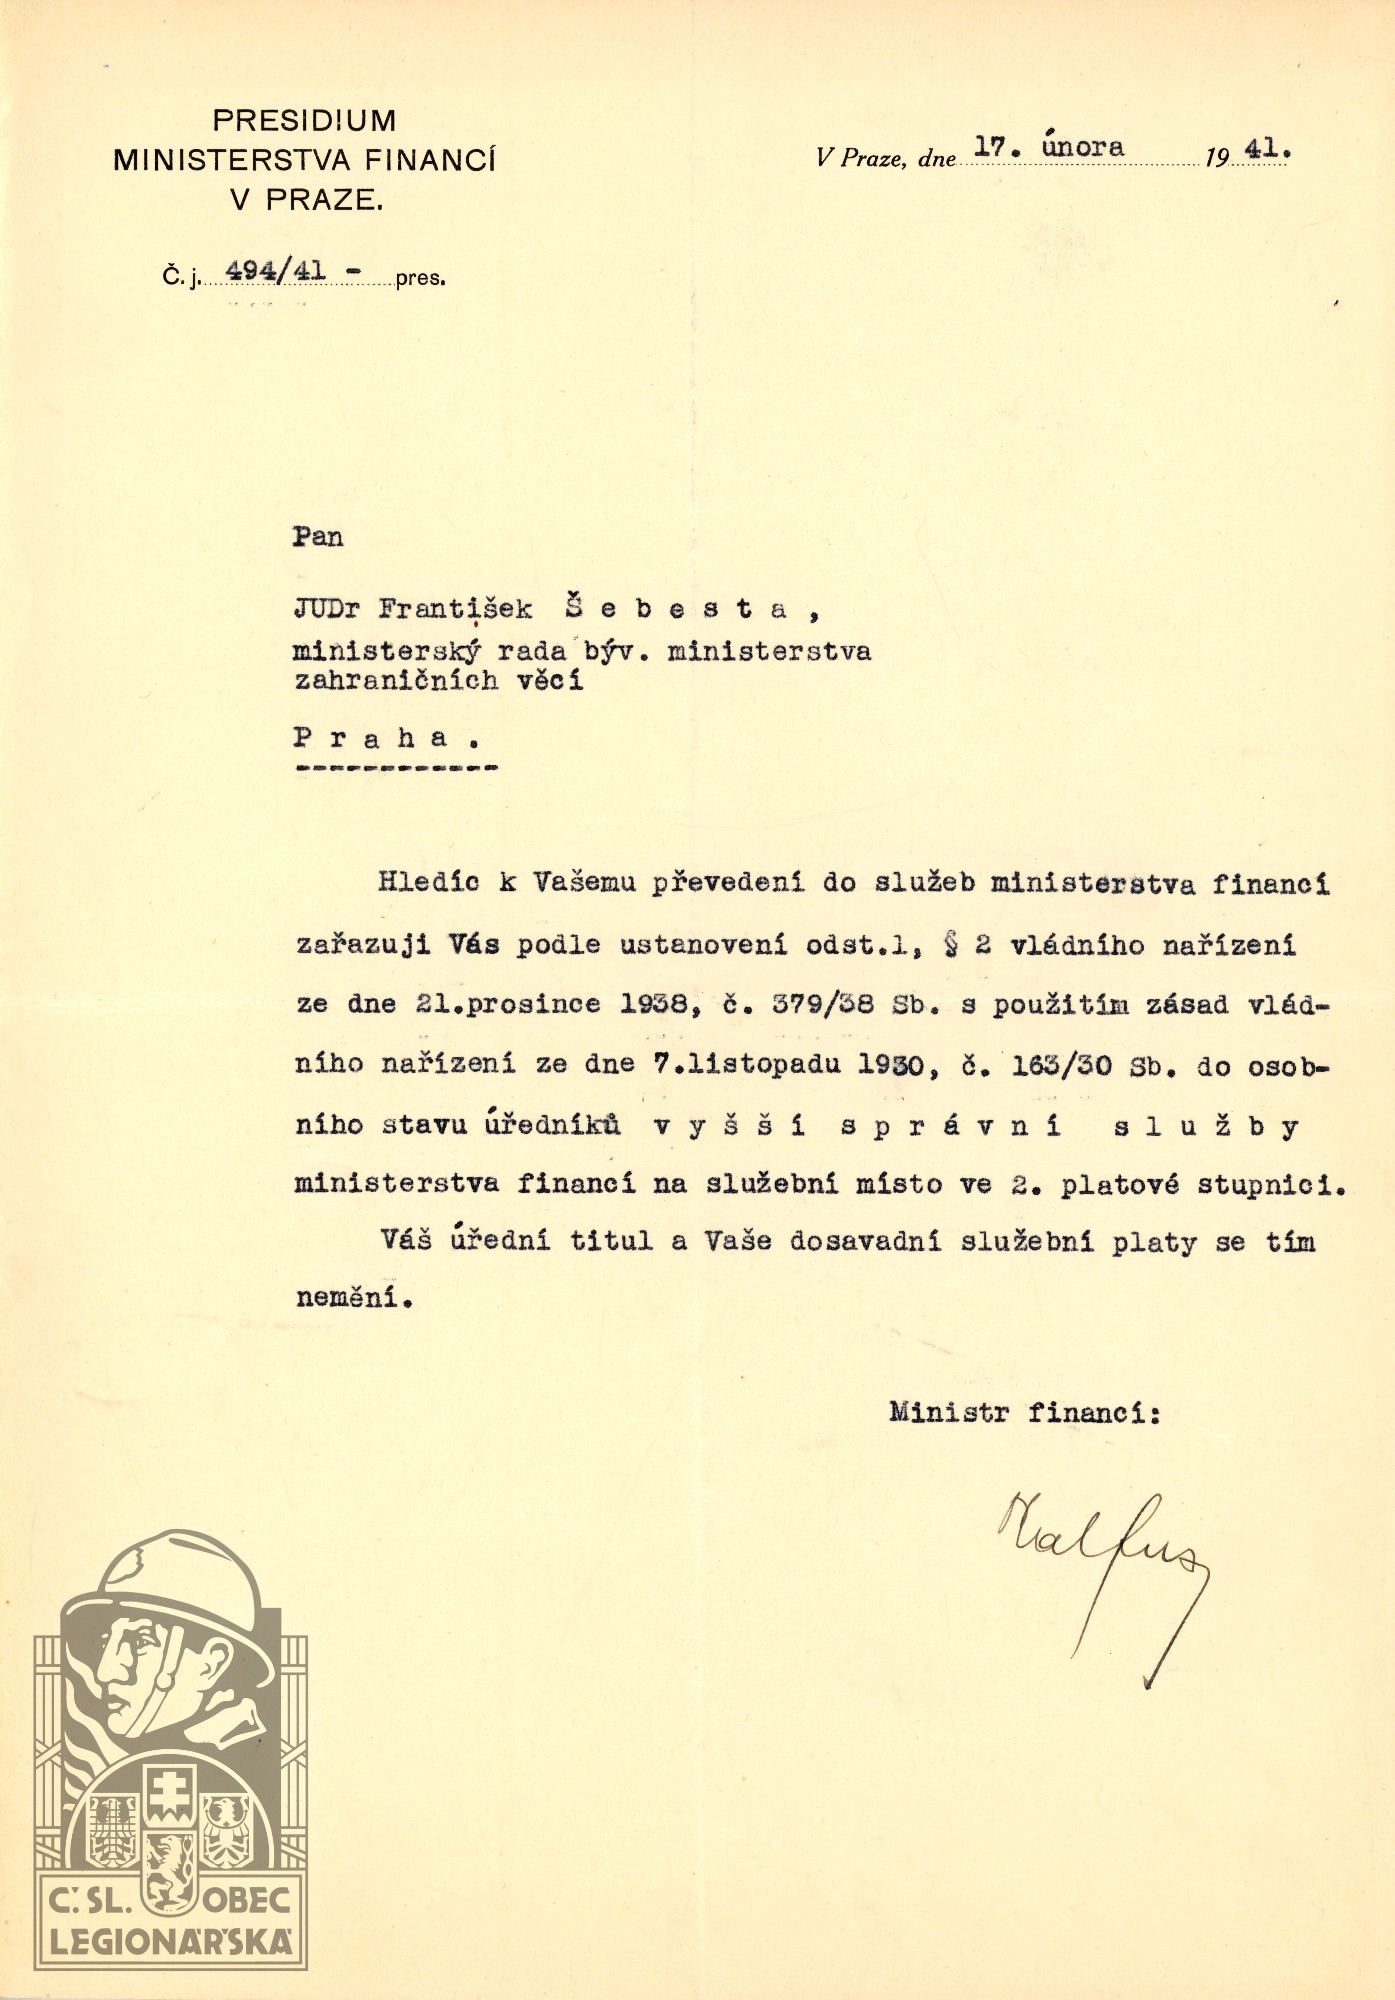 PRESIDIUM
MINISTERSTVA FINANCÍ
V PRAZE.
V Praze, dne 17. února 1941.
Č. j. 494/41 - pres.
Pan
JUDr František Š e b e s t a ,
ministerský rada býv. ministerstva
zahraničních věcí
P r a h a .
------------
Hledíc k Vašemu převedení do služeb ministerstva financí
zařazuji Vás podle ustanovení odst.1, § 2 vládního nařízení
ze dne 21.prosince 1938, č. 379/38 Sb. s použitím zásad vlád-
ního nařízení ze dne 7.listopadu 1930, č. 163/30 Sb. do osob-
ního stavu úředníků v y š š í s p r á v n í s l u ž b y
ministerstva financí na služební místo ve 2. platové stupnici.
Váš úřední titul a Vaše dosavadní služební platy se tím
nemění.
Ministr financí:
Kalfus
Č. SL. OBEC
LEGIONÁŘSKÁ